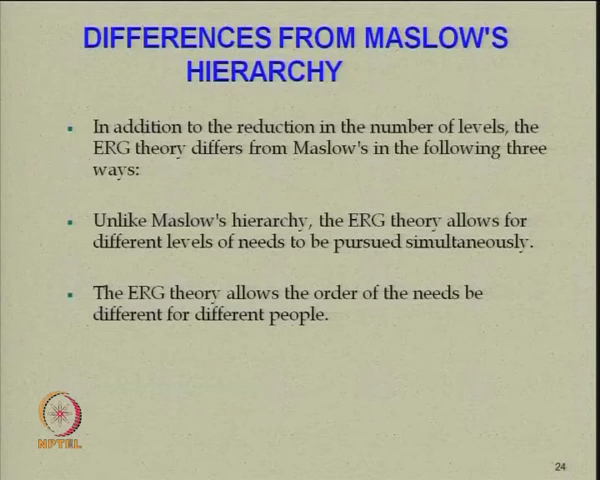 DIFFERENCES FROM MASLOW'S
HIERARCHY
In addition to the reduction in the number of levels, the
ERG theory differs from Maslow's in the following three
ways:
Unlike Maslow's hierarchy, the ERG theory allows for
different levels of needs to be pursued simultaneously.
The ERG theory allows the order of the needs be
different for different people.
NPTEL
24